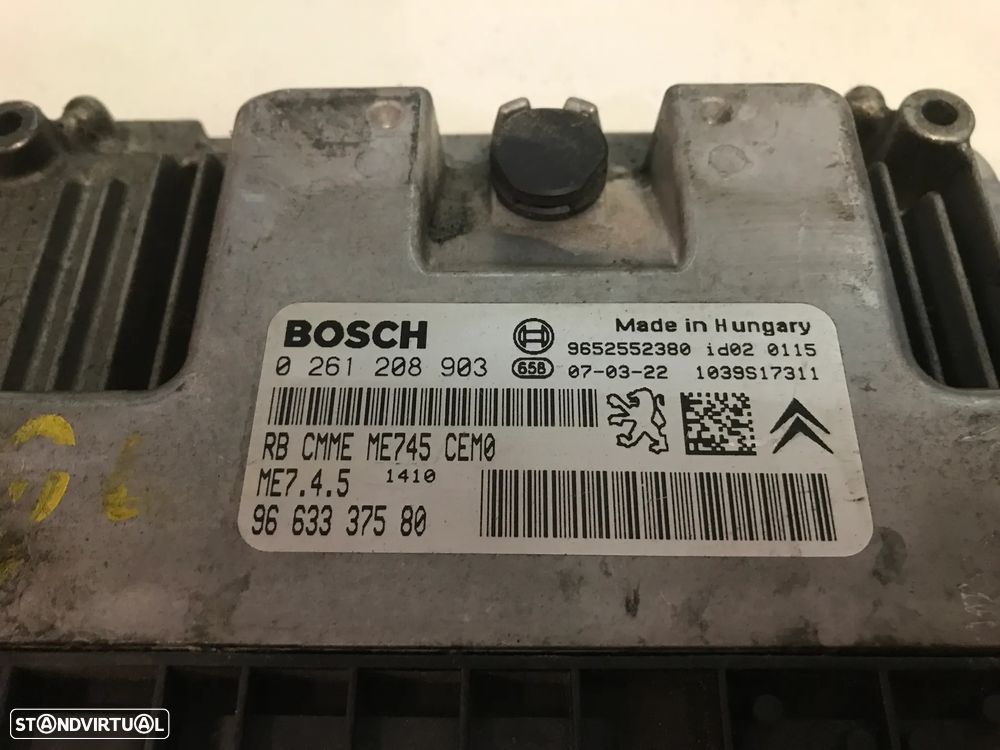 BOSCH
Made in Hungary
0 261 208 903
9652552380 id02 0115
658
07-03-22 1039S17311
RB CMME ME745 CEM0
ME7.4.5 1410
96 633 375 80
STANDVIRTUAL